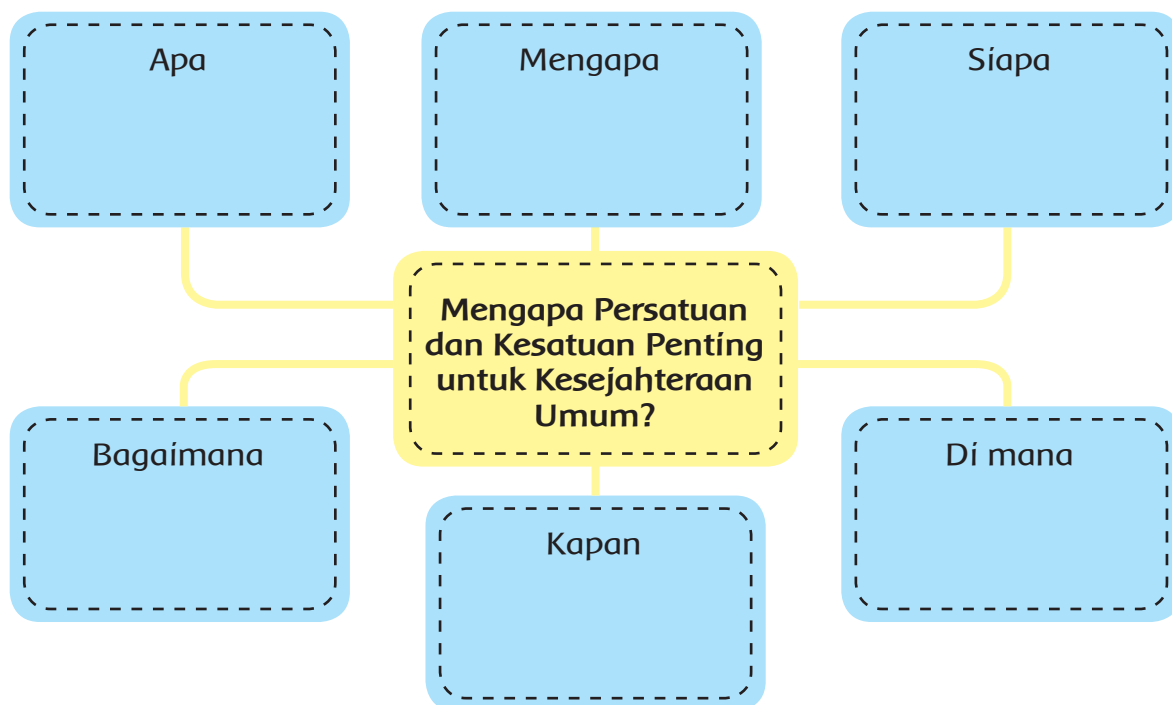 Apa
Mengapa
Siapa
Mengapa Persatuan
dan Kesatuan Penting
untuk Kesejahteraan
Umum?
Bagaimana
Di mana
Kapan